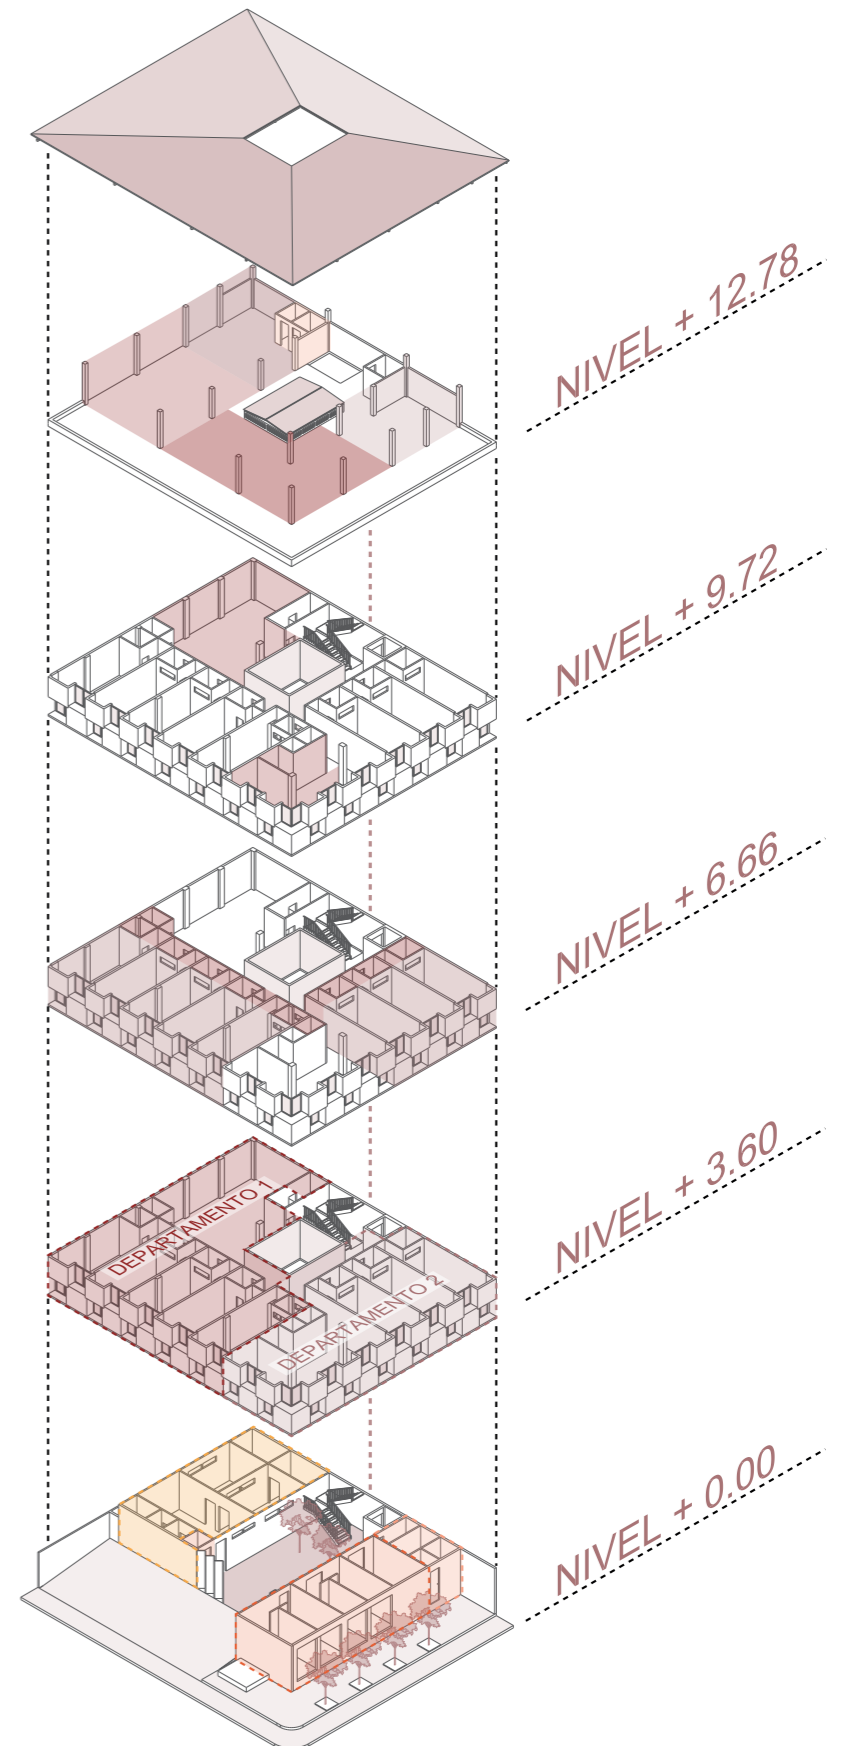 NIVEL + 12.78
NIVEL + 9.72
NIVEL + 6.66
NIVEL + 3.60
DEPARTAMENTO 1
DEPARTAMENTO 2
NIVEL + 0.00